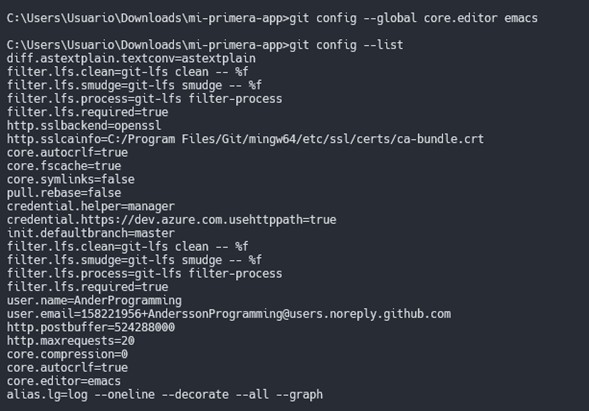 C:\Users\Usuario\Downloads\mi-primera-app>git config --global core.editor emacs
C:\Users\Usuario\Downloads\mi-primera-app>git config --list
diff.astextplain.textconv=astextplain
filter.lfs.clean=git-lfs clean -- %f
filter.lfs.smudge=git-lfs smudge -- %f
filter.lfs.process=git-lfs filter-process
filter.lfs.required=true
http.sslbackend=openssl
http.sslcainfo=C:/Program Files/Git/mingw64/etc/ssl/certs/ca-bundle.crt
core.autocrlf=true
core.fscache=true
core.symlinks=false
pull.rebase=false
credential.helper=manager
credential.https://dev.azure.com.usehttppath=true
init.defaultbranch=master
filter.lfs.clean=git-lfs clean -- %f
filter.lfs.smudge=git-lfs smudge -- %f
filter.lfs.process=git-lfs filter-process
filter.lfs.required=true
user.name=AnderProgramming
user.email=158221956+AnderssonProgramming@users.noreply.github.com
http.postbuffer=524288000
http.maxrequests=20
core.compression=0
core.autocrlf=true
core.editor=emacs
alias.lg=log --oneline --decorate --all --graph